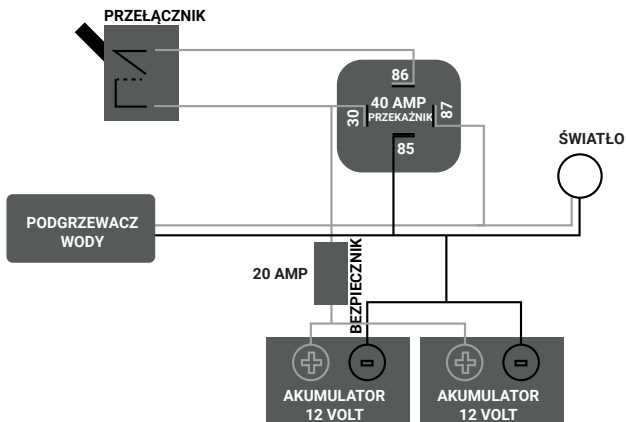 PRZEŁĄCZNIK
86
40 AMP
PRZEKAŹNIK
30
87
85
ŚWIATŁO
PODGRZEWACZ
WODY
20 AMP
BEZPIECZNIK
AKUMULATOR
12 VOLT
AKUMULATOR
12 VOLT